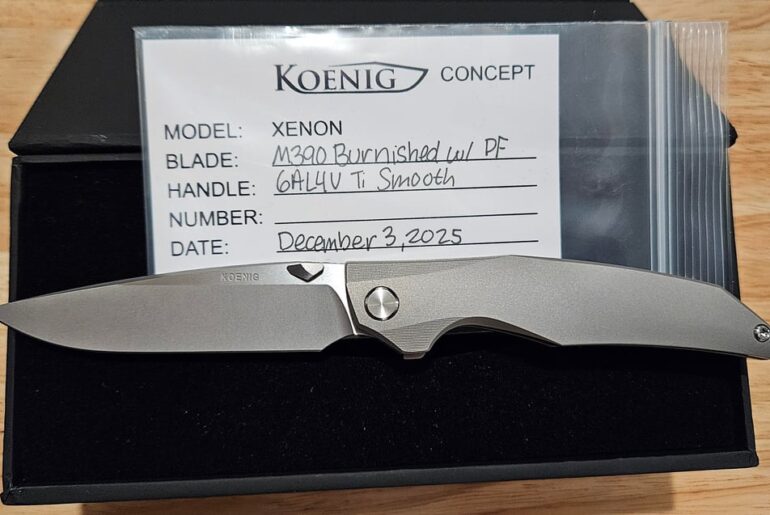 KOENIG CONCEPT
MODEL: XENON
BLADE: M390 Burnished w/ PF
HANDLE: 6AL4V Ti Smooth
NUMBER:
DATE: December 3, 2025
KOENIG